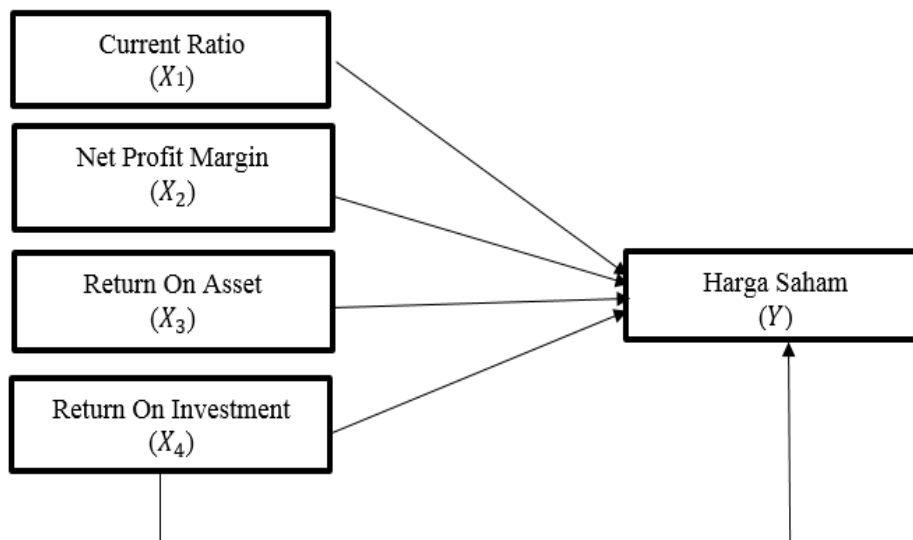 Current Ratio
(X1)
Net Profit Margin
(X₂)
Return On Asset
(X₃)
Return On Investment
(X₄)
Harga Saham
(Y)